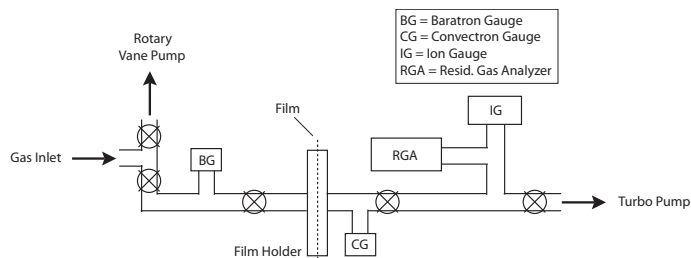 BG = Baratron Gauge
CG = Convectron Gauge
IG = Ion Gauge
RGA = Resid. Gas Analyzer
Rotary
Vane Pump
Film
IG
Gas Inlet
BG
RGA
Turbo Pump
Film Holder
CG